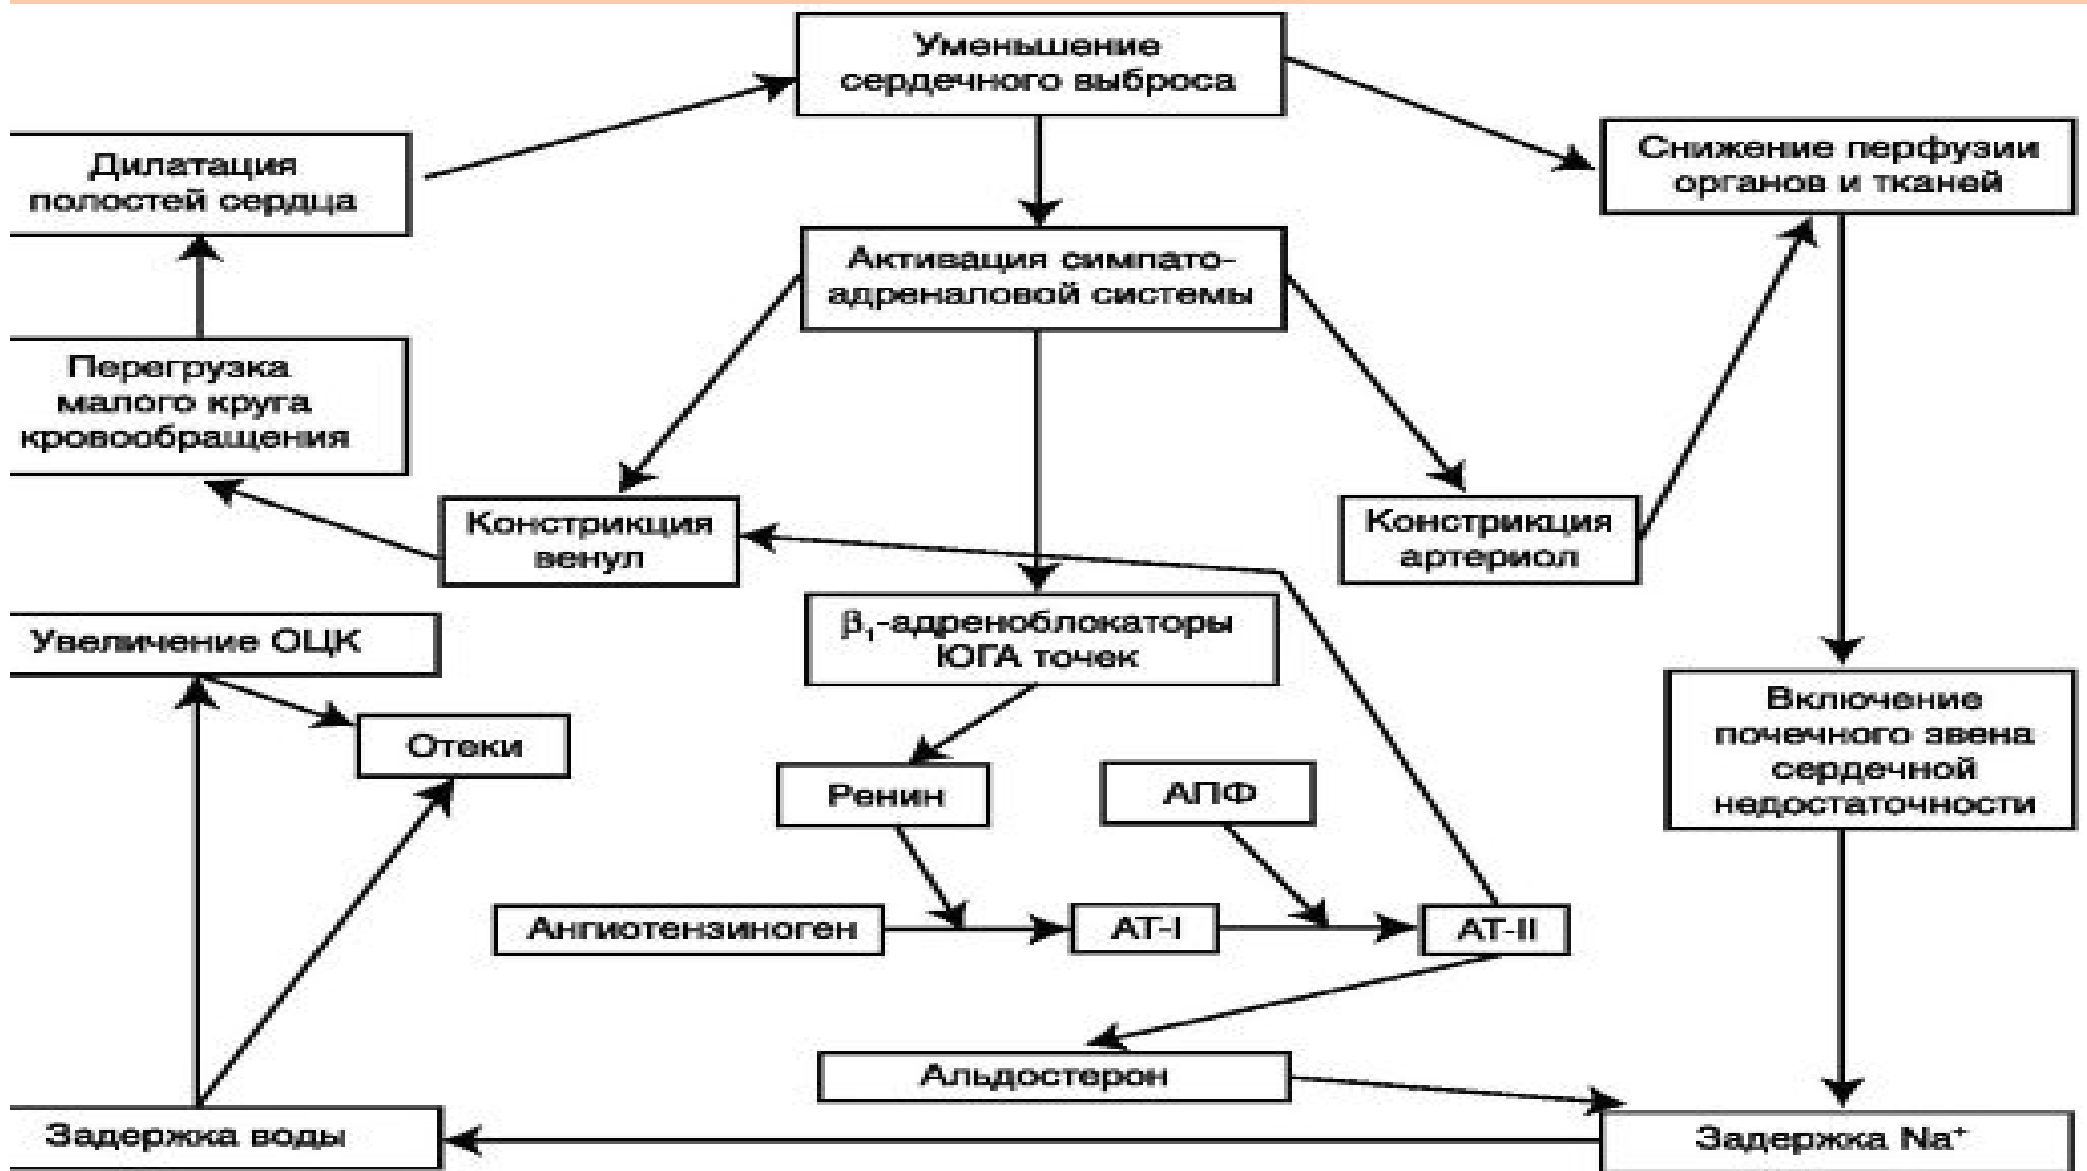 Уменьшение
сердечного выброса
Дилатация
полостей сердца
Снижение перфузии
органов и тканей
Активация симпато-
адреналовой системы
Перегрузка
малого круга
кровообращения
Констрикция
венул
Констрикция
артериол
β₁-адреноблокаторы
ЮГА точек
Увеличение ОЦК
Отеки
Включение
почечного звена
сердечной
недостаточности
Ренин
АПФ
Ангиотензиноген
АТ-I
АТ-II
Альдостерон
Задержка воды
Задержка Na⁺